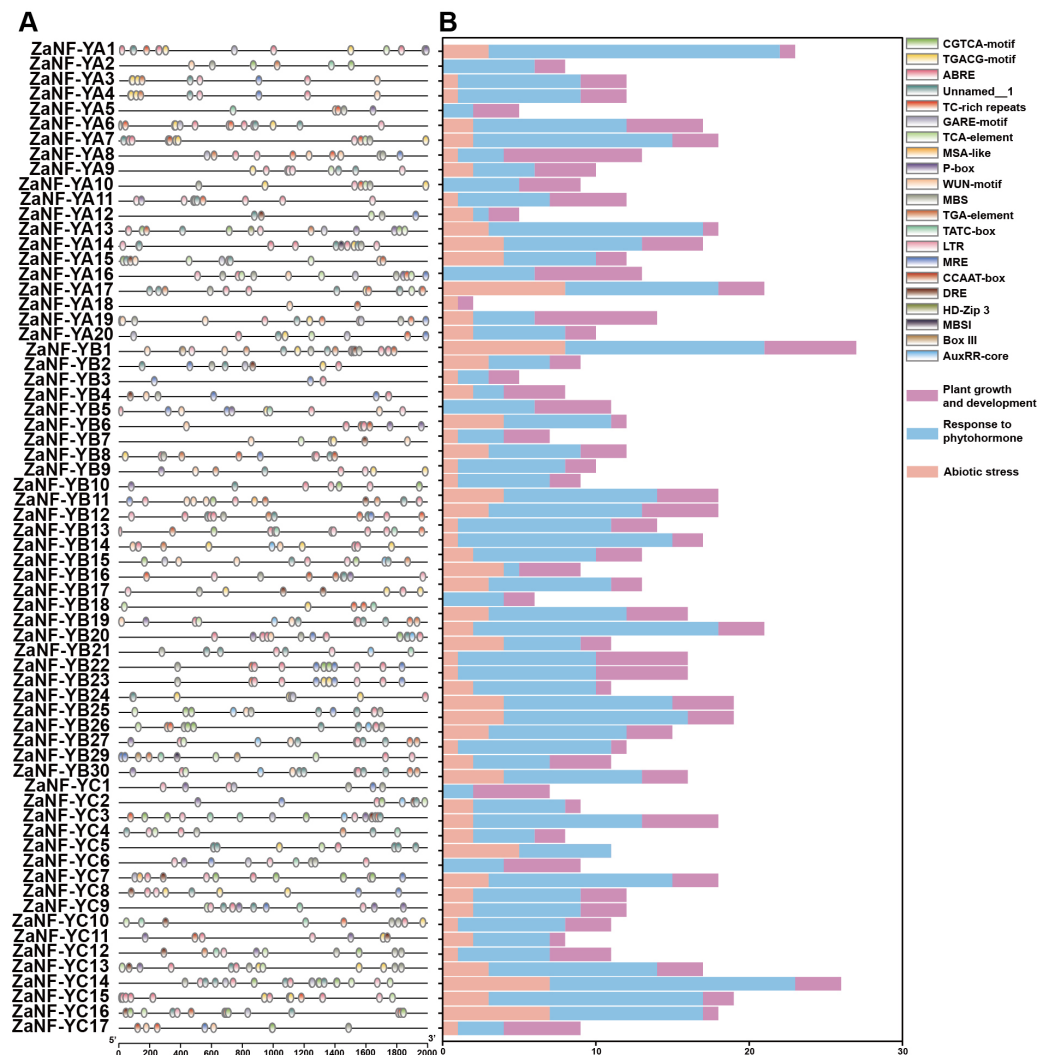 A
B
ZaNF-YA1
ZaNF-YA2
ZaNF-YA3
ZaNF-YA4
ZaNF-YA5
ZaNF-YA6
ZaNF-YA7
ZaNF-YA8
ZaNF-YA9
ZaNF-YA10
ZaNF-YA11
ZaNF-YA12
ZaNF-YA13
ZaNF-YA14
ZaNF-YA15
ZaNF-YA16
ZaNF-YA17
ZaNF-YA18
ZaNF-YA19
ZaNF-YA20
ZaNF-YB1
ZaNF-YB2
ZaNF-YB3
ZaNF-YB4
ZaNF-YB5
ZaNF-YB6
ZaNF-YB7
ZaNF-YB8
ZaNF-YB9
ZaNF-YB10
ZaNF-YB11
ZaNF-YB12
ZaNF-YB13
ZaNF-YB14
ZaNF-YB15
ZaNF-YB16
ZaNF-YB17
ZaNF-YB18
ZaNF-YB19
ZaNF-YB20
ZaNF-YB21
ZaNF-YB22
ZaNF-YB23
ZaNF-YB24
ZaNF-YB25
ZaNF-YB26
ZaNF-YB27
ZaNF-YB29
ZaNF-YB30
ZaNF-YC1
ZaNF-YC2
ZaNF-YC3
ZaNF-YC4
ZaNF-YC5
ZaNF-YC6
ZaNF-YC7
ZaNF-YC8
ZaNF-YC9
ZaNF-YC10
ZaNF-YC11
ZaNF-YC12
ZaNF-YC13
ZaNF-YC14
ZaNF-YC15
ZaNF-YC16
ZaNF-YC17
5' 3'
0 200 400 600 800 1000 1200 1400 1600 1800 2000
0 10 20 30
CGTCA-motif
TGACG-motif
ABRE
Unnamed__1
TC-rich repeats
GARE-motif
TCA-element
MSA-like
P-box
WUN-motif
MBS
TGA-element
TATC-box
LTR
MRE
CCAAT-box
DRE
HD-Zip 3
MBSI
Box III
AuxRR-core
Plant growth
and development
Response to
phytohormone
Abiotic stress